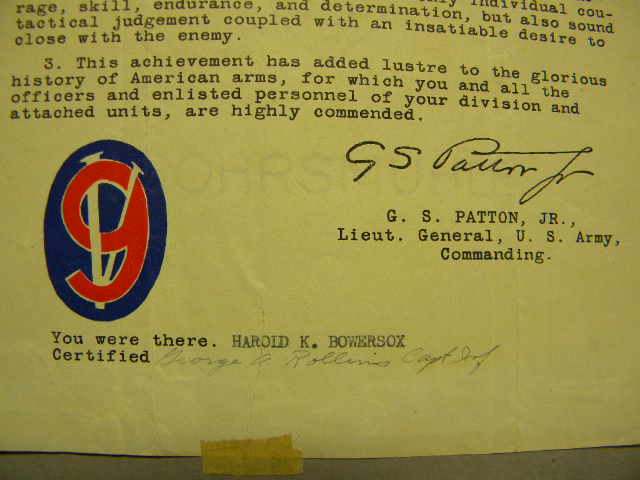 rage, skill, endurance, and determination, but also sound
tactical judgement coupled with an insatiable desire to
close with the enemy.
3. This achievement has added lustre to the glorious
history of American arms, for which you and all the
officers and enlisted personnel of your division and
attached units, are highly commended.
G S Patton Jr
G. S. PATTON, JR.,
Lieut. General, U. S. Army,
Commanding.
9 V
You were there. HAROLD K. BOWERSOX
Certified George Rollins Capt Inf